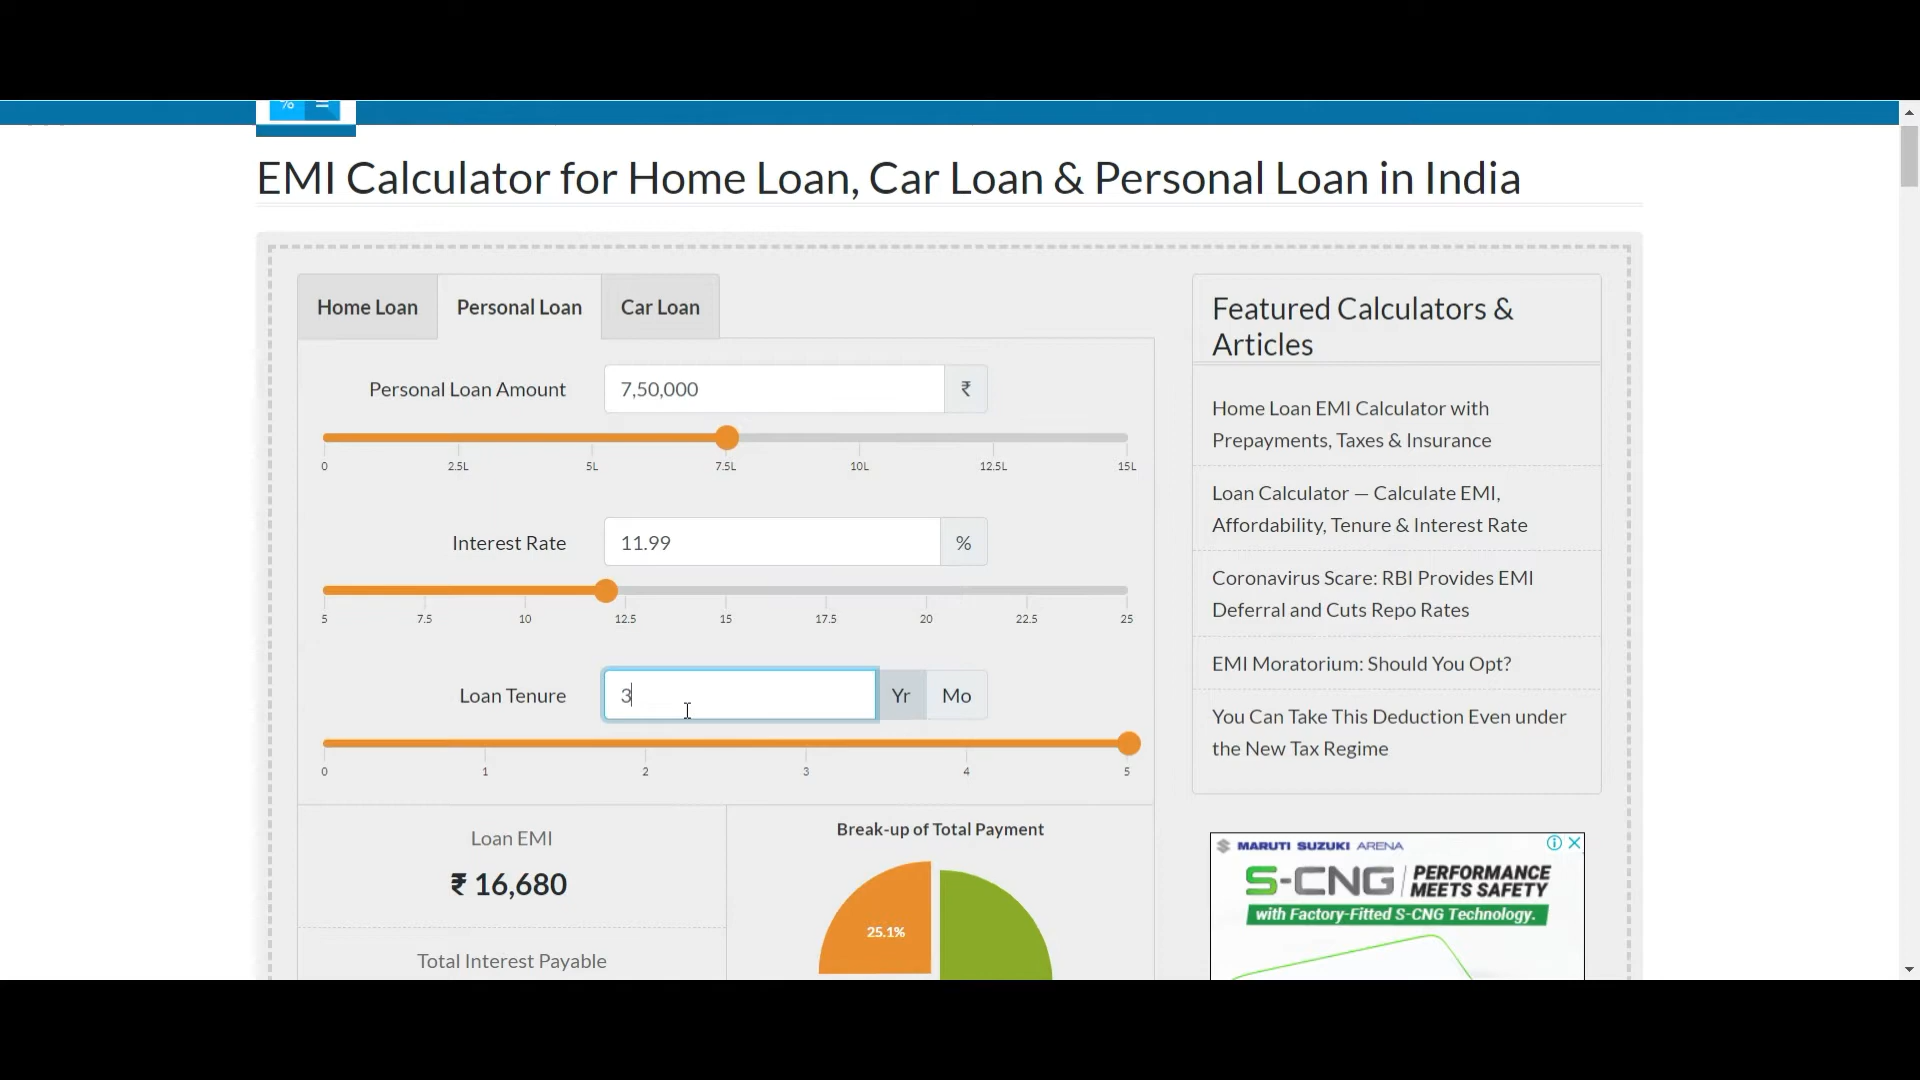 %
EMI Calculator for Home Loan, Car Loan & Personal Loan in India
Home Loan
Personal Loan
Car Loan
Personal Loan Amount
7,50,000
₹
0
2.5L
5L
7.5L
10L
12.5L
15L
Interest Rate
11.99
%
5
7.5
10
12.5
15
17.5
20
22.5
25
Loan Tenure
3
Yr
Mo
0
1
2
3
4
5
Loan EMI
₹ 16,680
Total Interest Payable
Break-up of Total Payment
25.1%
Featured Calculators &
Articles
Home Loan EMI Calculator with
Prepayments, Taxes & Insurance
Loan Calculator — Calculate EMI,
Affordability, Tenure & Interest Rate
Coronavirus Scare: RBI Provides EMI
Deferral and Cuts Repo Rates
EMI Moratorium: Should You Opt?
You Can Take This Deduction Even under
the New Tax Regime
MARUTI SUZUKI ARENA
S-CNG
PERFORMANCE
MEETS SAFETY
with Factory-Fitted S-CNG Technology.